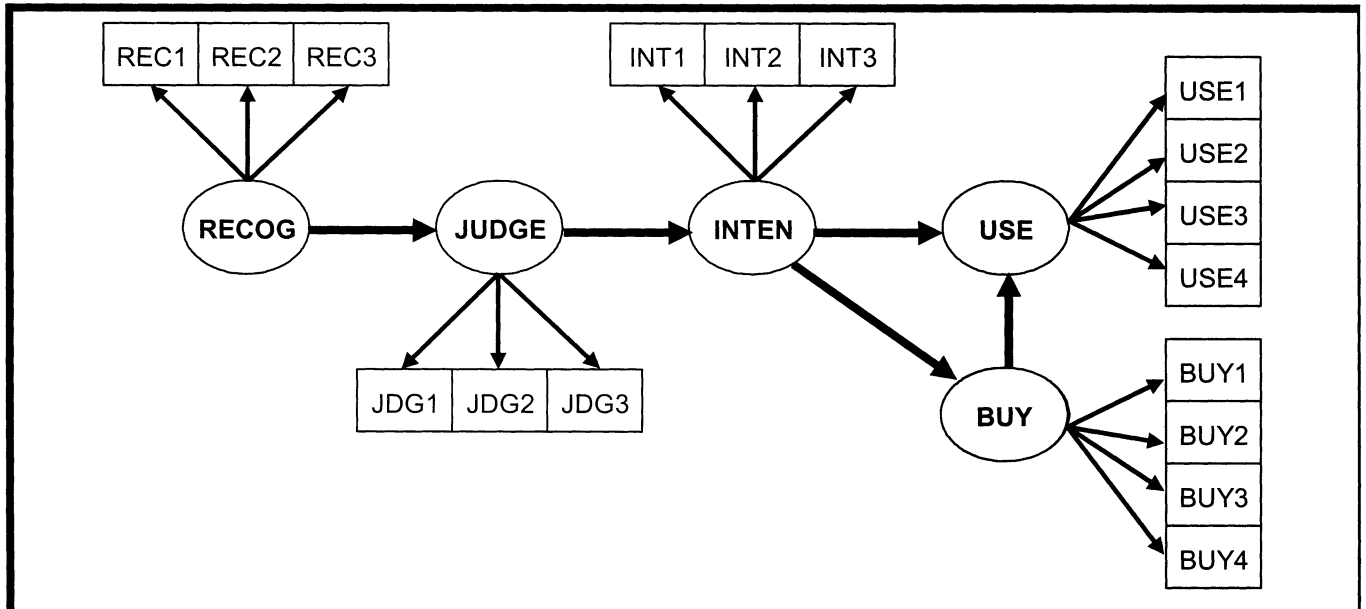 REC1 REC2 REC3
INT1 INT2 INT3
USE1
USE2
USE3
USE4
RECOG
JUDGE
INTEN
USE
JDG1 JDG2 JDG3
BUY
BUY1
BUY2
BUY3
BUY4